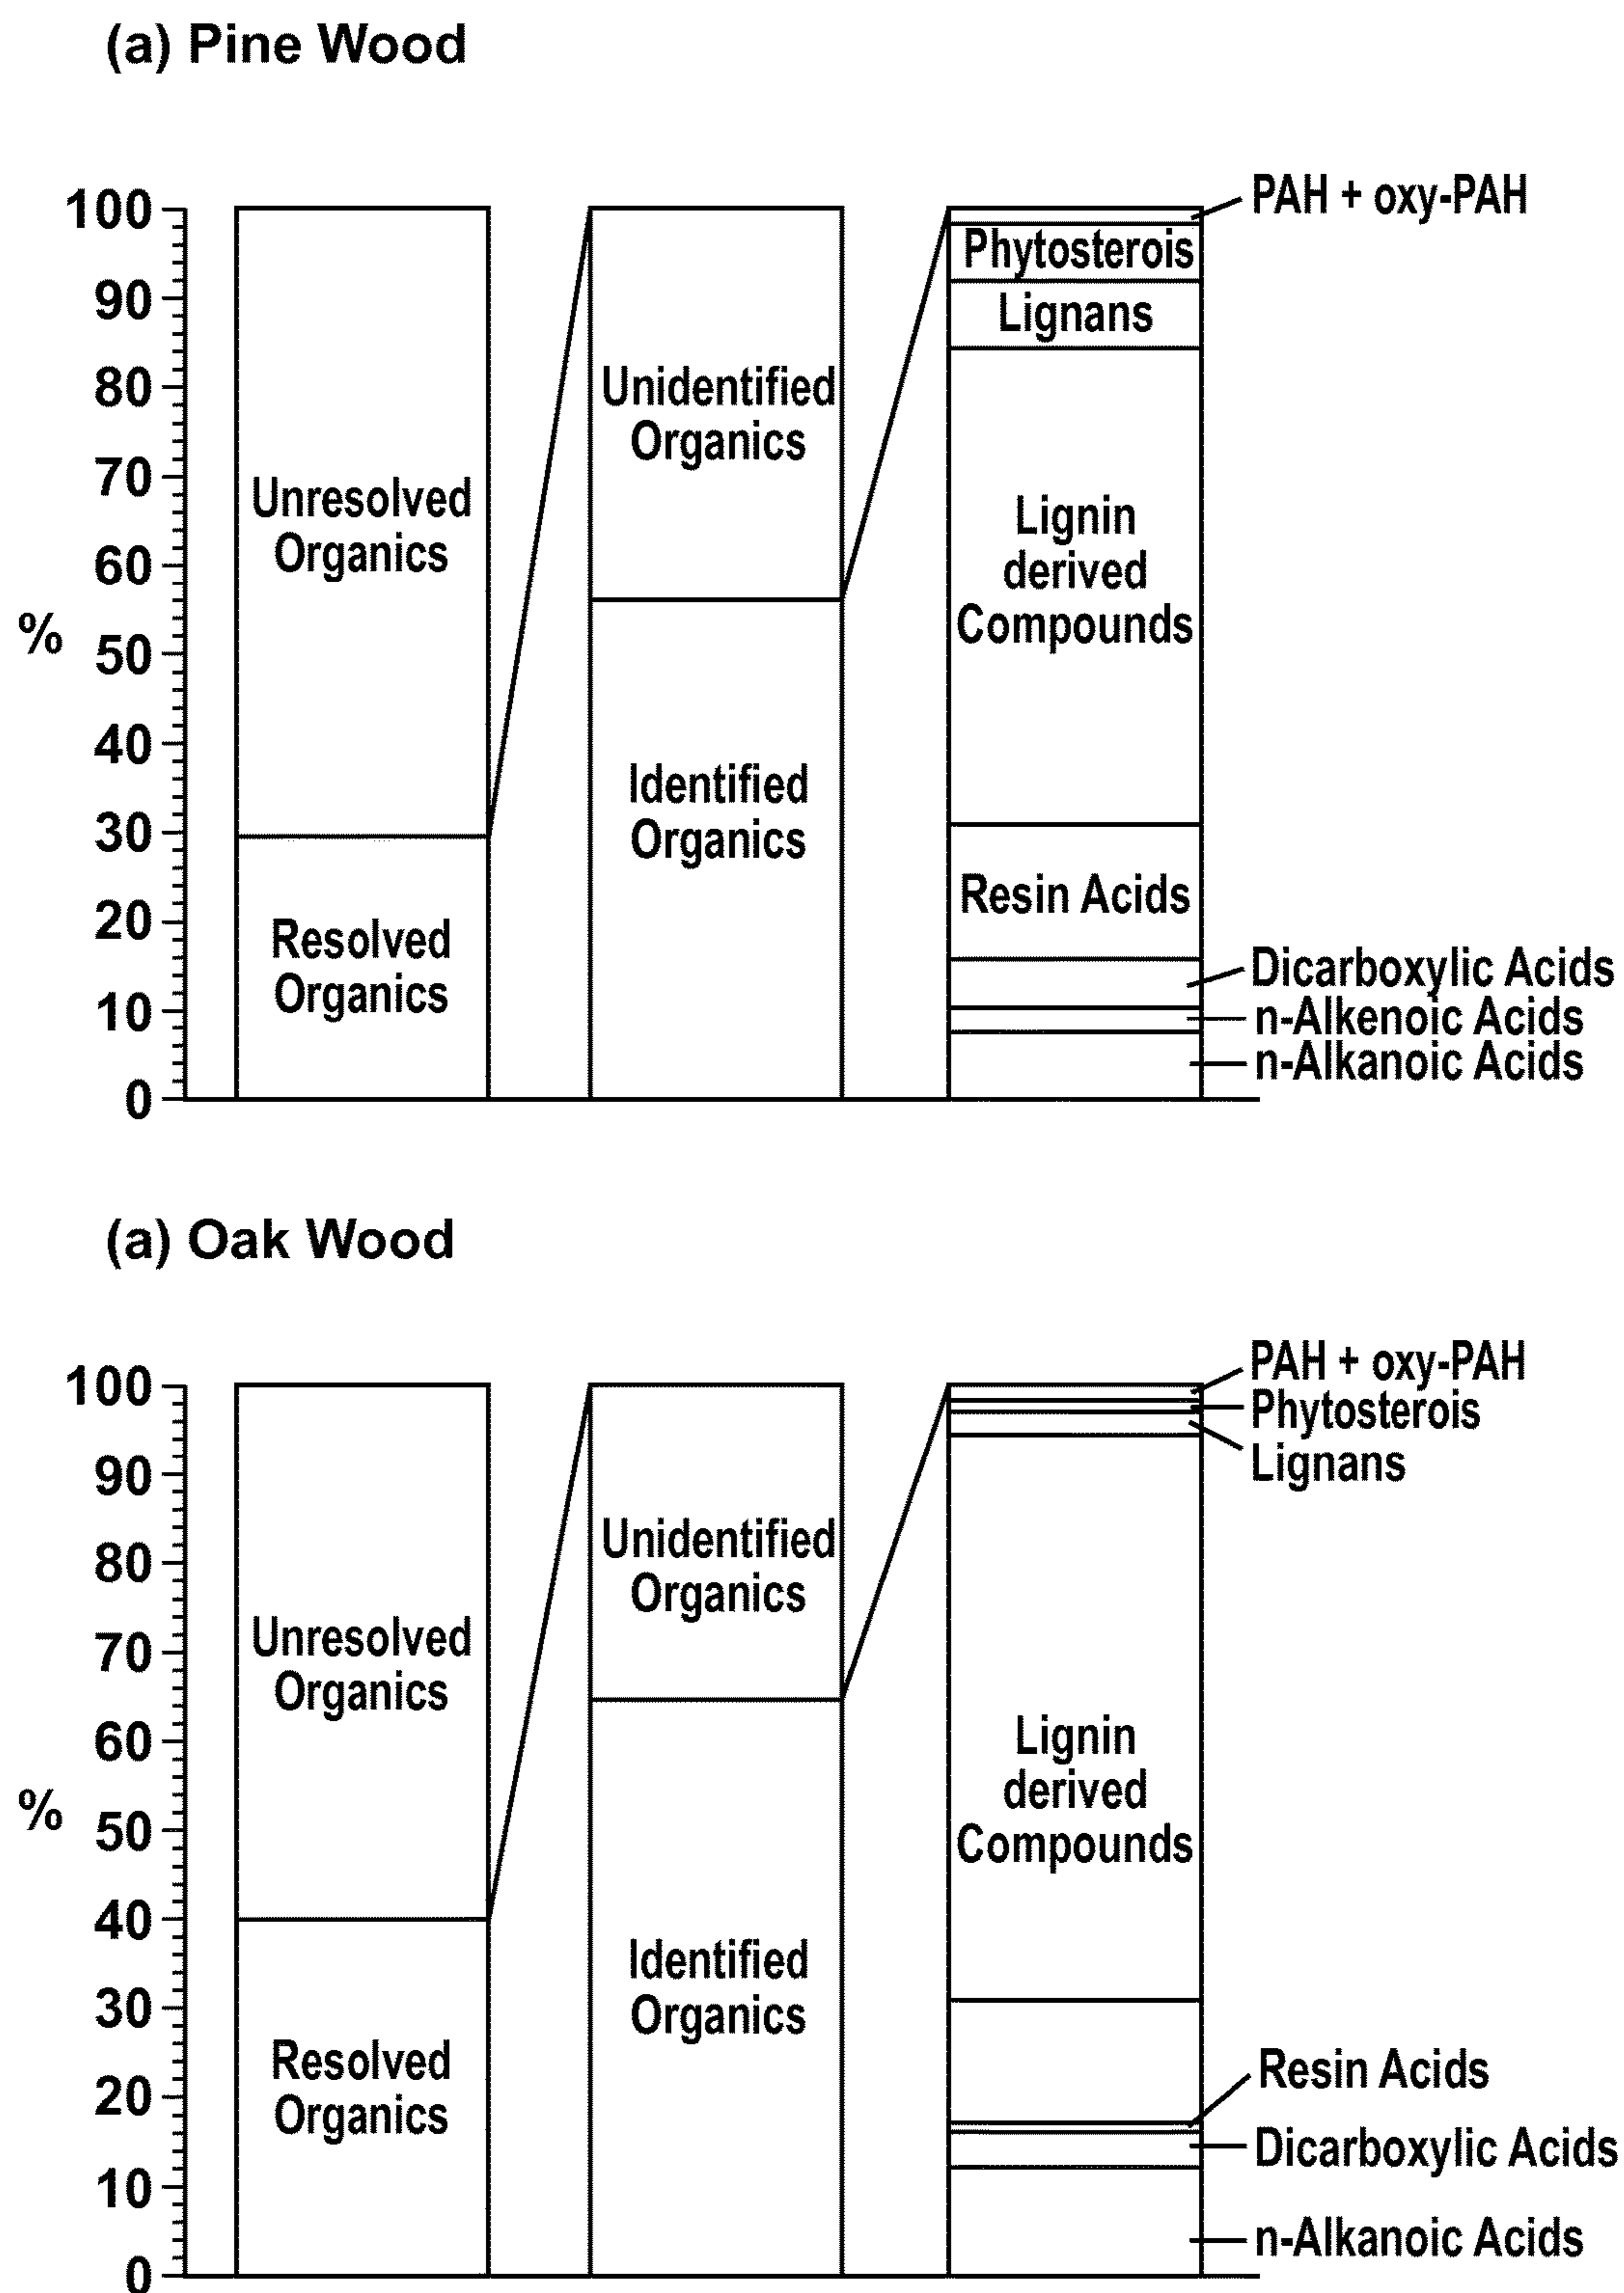 (a) Pine Wood
100
90
80
70
60
50
40
30
20
10
0
%
Unresolved
Organics
Resolved
Organics
Unidentified
Organics
Identified
Organics
PAH + oxy-PAH
Phytosterois
Lignans
Lignin
derived
Compounds
Resin Acids
Dicarboxylic Acids
n-Alkenoic Acids
n-Alkanoic Acids
(a) Oak Wood
100
90
80
70
60
50
40
30
20
10
0
%
Unresolved
Organics
Resolved
Organics
Unidentified
Organics
Identified
Organics
PAH + oxy-PAH
Phytosterois
Lignans
Lignin
derived
Compounds
Resin Acids
Dicarboxylic Acids
n-Alkanoic Acids